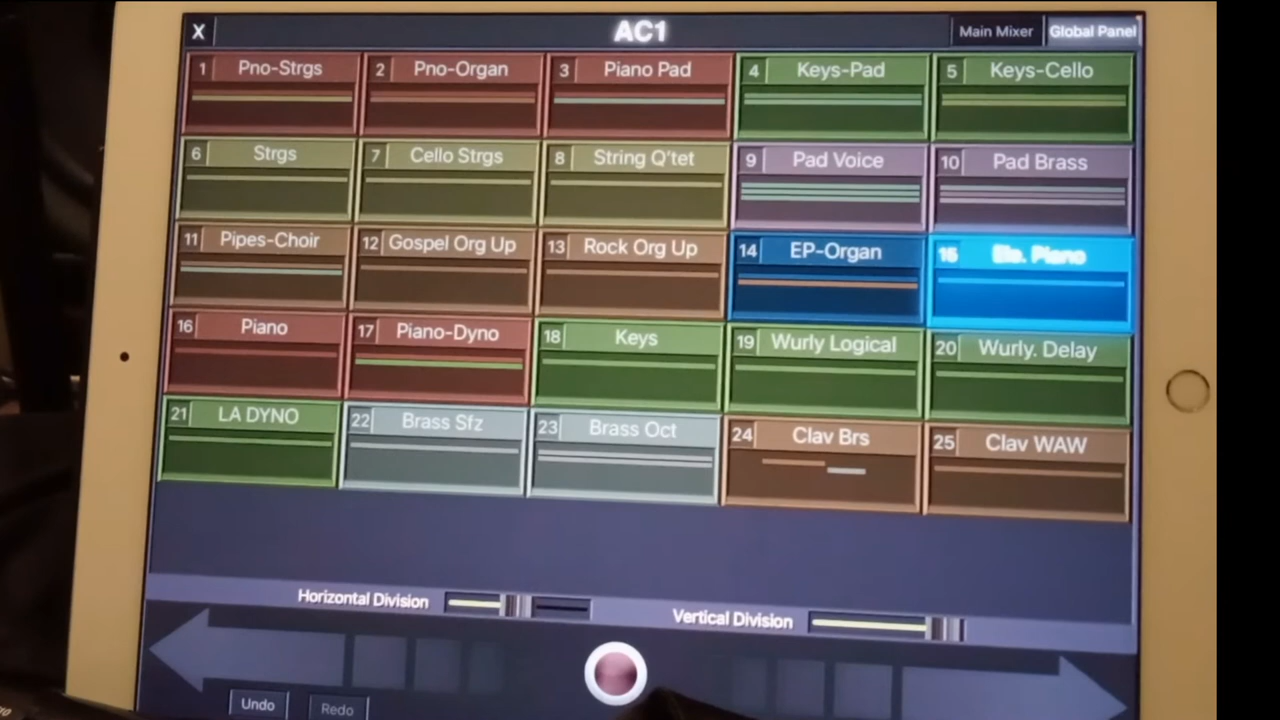 X AC1 Main Mixer Global Panel
1 Pno-Strgs 2 Pno-Organ 3 Piano Pad 4 Keys-Pad 5 Keys-Cello
6 Strgs 7 Cello Strgs 8 String Q'tet 9 Pad Voice 10 Pad Brass
11 Pipes-Choir 12 Gospel Org Up 13 Rock Org Up 14 EP-Organ 15 Ele. Piano
16 Piano 17 Piano-Dyno 18 Keys 19 Wurly Logical 20 Wurly. Delay
21 LA DYNO 22 Brass Sfz 23 Brass Oct 24 Clav Brs 25 Clav WAW
Horizontal Division Vertical Division
Undo Redo